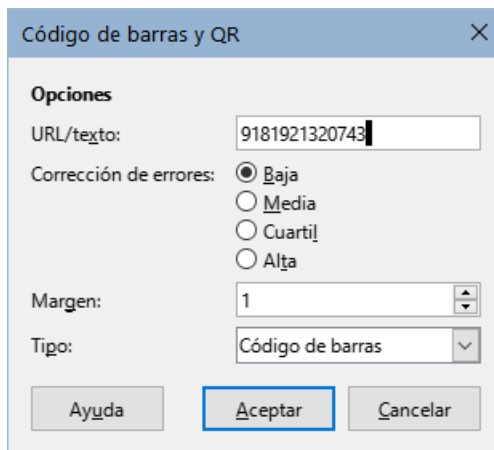 Código de barras y QR
Opciones
URL/texto: 9181921320743
Corrección de errores: Baja
Media
Cuartil
Alta
Margen: 1
Tipo: Código de barras
Ayuda Aceptar Cancelar